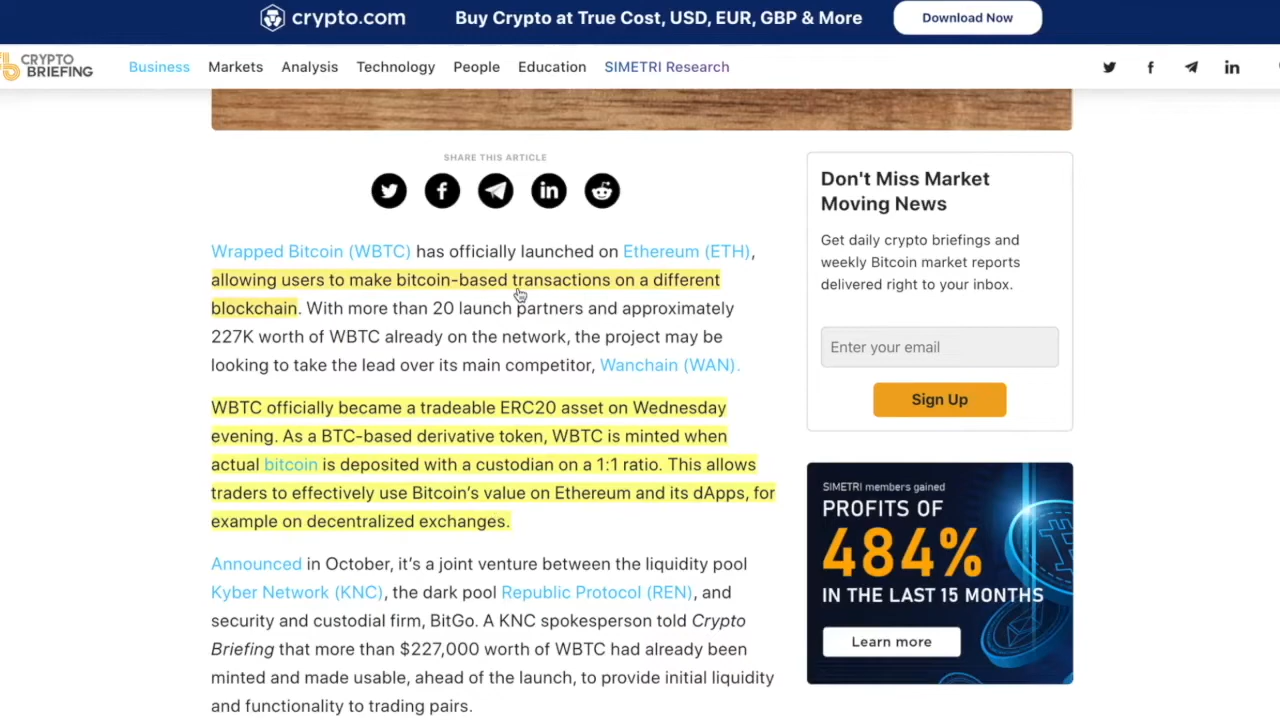 crypto.com
Buy Crypto at True Cost, USD, EUR, GBP & More
Download Now
CRYPTO
BRIEFING
Business
Markets
Analysis
Technology
People
Education
SIMETRI Research
SHARE THIS ARTICLE
Wrapped Bitcoin (WBTC) has officially launched on Ethereum (ETH),
allowing users to make bitcoin-based transactions on a different
blockchain. With more than 20 launch partners and approximately
227K worth of WBTC already on the network, the project may be
looking to take the lead over its main competitor, Wanchain (WAN).
WBTC officially became a tradeable ERC20 asset on Wednesday
evening. As a BTC-based derivative token, WBTC is minted when
actual bitcoin is deposited with a custodian on a 1:1 ratio. This allows
traders to effectively use Bitcoin's value on Ethereum and its dApps, for
example on decentralized exchanges.
Announced in October, it's a joint venture between the liquidity pool
Kyber Network (KNC), the dark pool Republic Protocol (REN), and
security and custodial firm, BitGo. A KNC spokesperson told Crypto
Briefing that more than $227,000 worth of WBTC had already been
minted and made usable, ahead of the launch, to provide initial liquidity
and functionality to trading pairs.
Don't Miss Market
Moving News
Get daily crypto briefings and
weekly Bitcoin market reports
delivered right to your inbox.
Enter your email
Sign Up
SIMETRI members gained
PROFITS OF
484%
IN THE LAST 15 MONTHS
Learn more